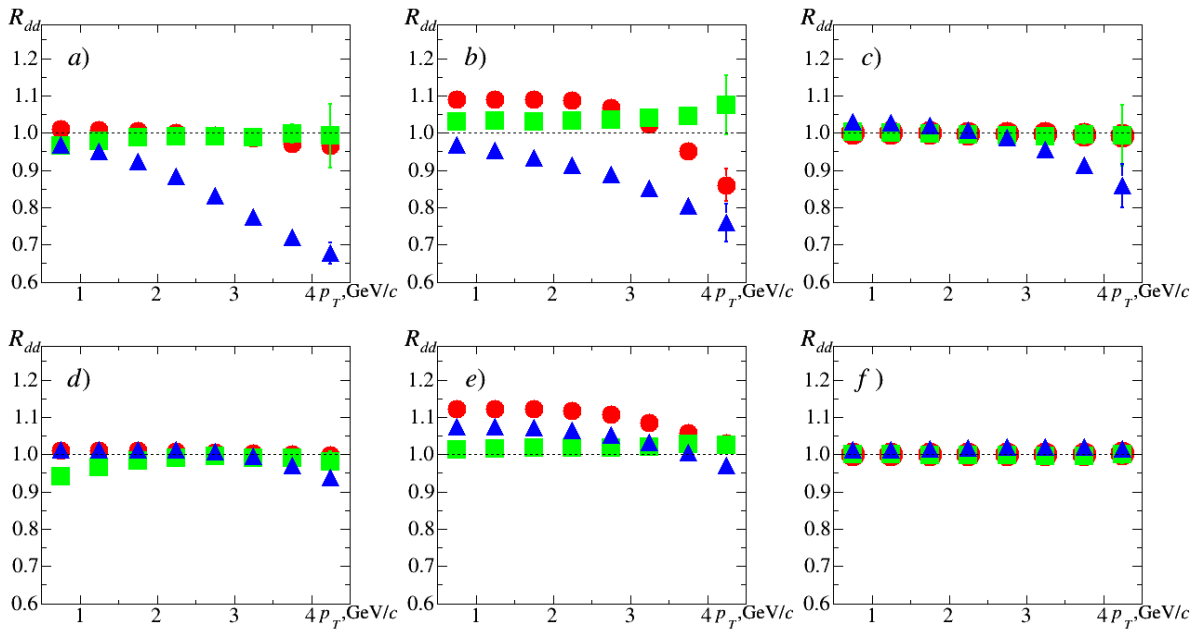 R_dd R_dd R_dd
1.2 a) 1.2 b) 1.2 c)
1.1 1.1 1.1
1.0 1.0 1.0
0.9 0.9 0.9
0.8 0.8 0.8
0.7 0.7 0.7
0.6 0.6 0.6
1 2 3 4 p_T,GeV/c 1 2 3 4 p_T,GeV/c 1 2 3 4 p_T,GeV/c
R_dd R_dd R_dd
1.2 d) 1.2 e) 1.2 f )
1.1 1.1 1.1
1.0 1.0 1.0
0.9 0.9 0.9
0.8 0.8 0.8
0.7 0.7 0.7
0.6 0.6 0.6
1 2 3 4 p_T,GeV/c 1 2 3 4 p_T,GeV/c 1 2 3 4 p_T,GeV/c